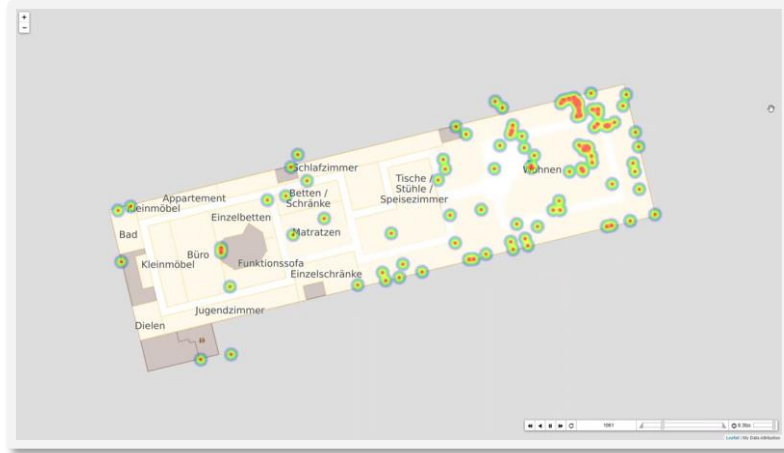 +
−
Schlafzimmer
Tische /
Stühle /
Speisezimmer
Wohnen
Appartement
Kleinmöbel
Betten /
Schränke
Einzelbetten
Bad
Matratzen
Büro
Kleinmöbel
Funktionssofa
Einzelschränke
Jugendzimmer
Dielen
1061
Leaflet